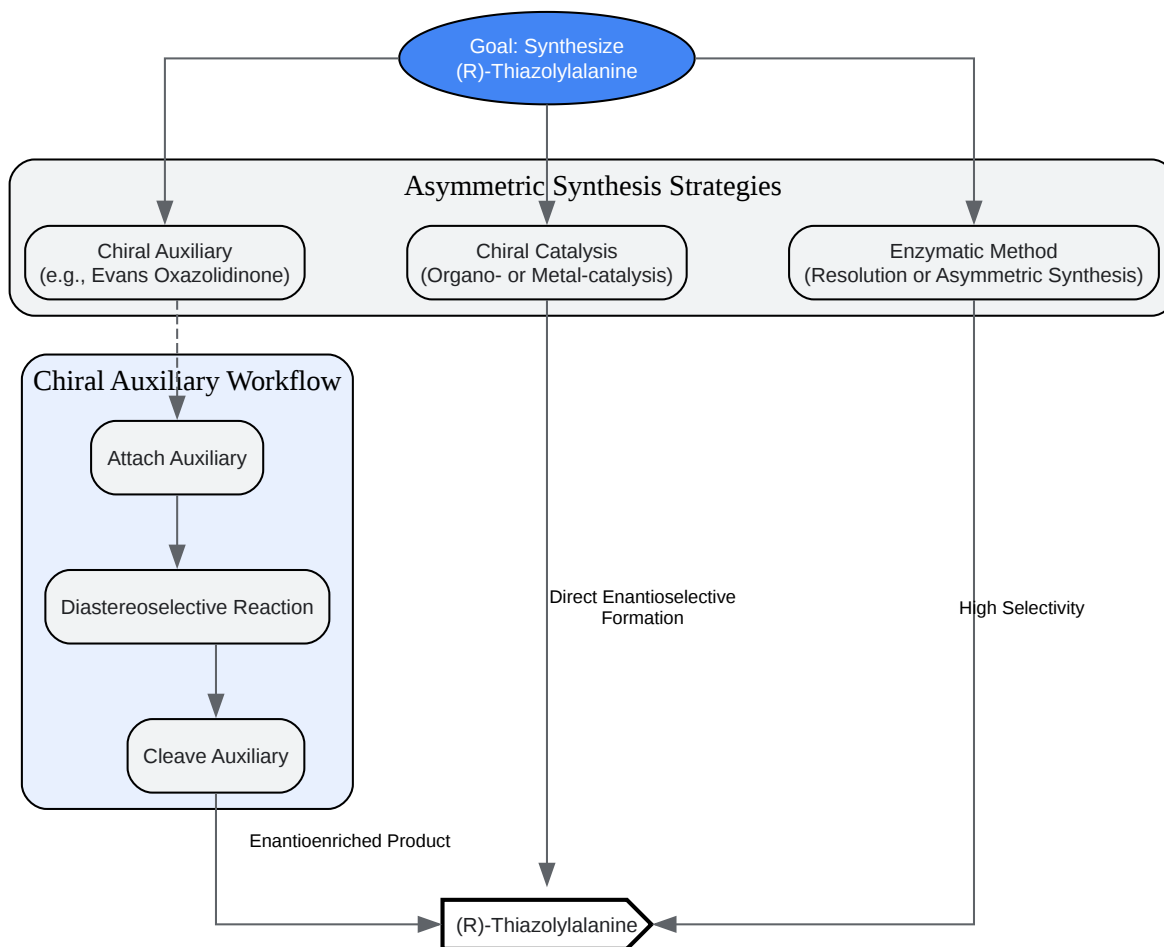 Goal: Synthesize
(R)-Thiazolylalanine
Asymmetric Synthesis Strategies
Chiral Auxiliary
(e.g., Evans Oxazolidinone)
Chiral Catalysis
(Organo- or Metal-catalysis)
Enzymatic Method
(Resolution or Asymmetric Synthesis)
Chiral Auxiliary Workflow
Attach Auxiliary
Diastereoselective Reaction
Cleave Auxiliary
Direct Enantioselective
Formation
High Selectivity
Enantioenriched Product
(R)-Thiazolylalanine